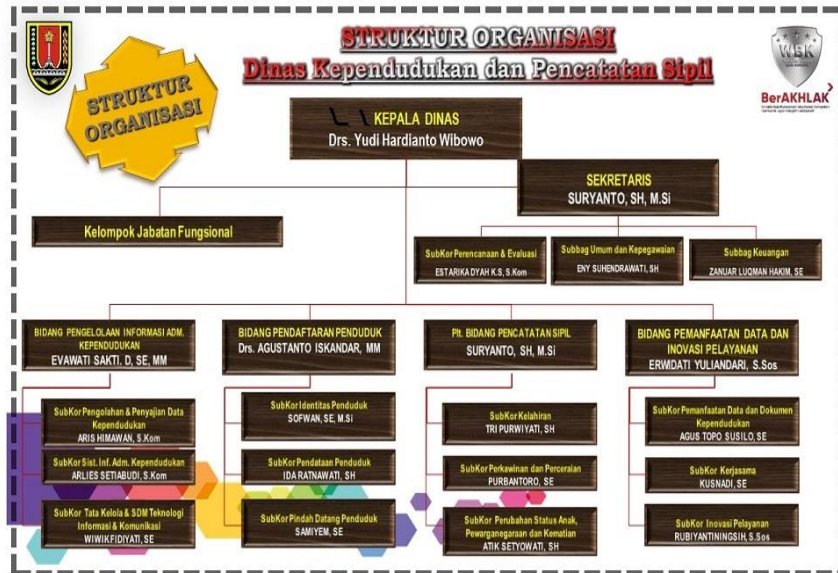 STRUKTUR ORGANISASI
Dinas Kependudukan dan Pencatatan Sipil
WBK
BerAKHLAK
STRUKTUR
ORGANISASI
KEPALA DINAS
Drs. Yudi Hardianto Wibowo
SEKRETARIS
SURYANTO, SH, M.Si
Kelompok Jabatan Fungsional
SubKor Perencanaan & Evaluasi
ESTARIKA DYAH K.S, S.Kom
Subbag Umum dan Kepegawaian
ENY SUHENDRAWATI, SH
Subbag Keuangan
ZANUAR LUQMAN HAKIM, SE
BIDANG PENGELOLAAN INFORMASI ADM.
KEPENDUDUKAN
EVAWATI SAKTI. D, SE, MM
BIDANG PENDAFTARAN PENDUDUK
Drs. AGUSTANTO ISKANDAR, MM
Plt. BIDANG PENCATATAN SIPIL
SURYANTO, SH, M.Si
BIDANG PEMANFAATAN DATA DAN
INOVASI PELAYANAN
ERWIDATI YULIANDARI, S.Sos
SubKor Pengolahan & Penyajian Data
Kependudukan
ARIS HIMAWAN, S.Kom
SubKor Identitas Penduduk
SOFWAN, SE, M.Si
SubKor Kelahiran
TRI PURWIYATI, SH
SubKor Pemanfaatan Data dan Dokumen
Kependudukan
AGUS TOPO SUSILO, SE
SubKor Sist. Inf. Adm. Kependudukan
ARLIES SETIABUDI, S.Kom
SubKor Pendataan Penduduk
IDA RATNAWATI, SH
SubKor Perkawinan dan Perceraian
PURBANTORO, SE
SubKor Kerjasama
KUSNADI, SE
SubKor Tata Kelola & SDM Teknologi
Informasi & Komunikasi
WIWIK FIDIYATI, SE
SubKor Pindah Datang Penduduk
SAMIYEM, SE
SubKor Perubahan Status Anak,
Pewarganegaraan dan Kematian
ATIK SETYOWATI, SH
SubKor Inovasi Pelayanan
RUBIYANTININGSIH, S.Sos